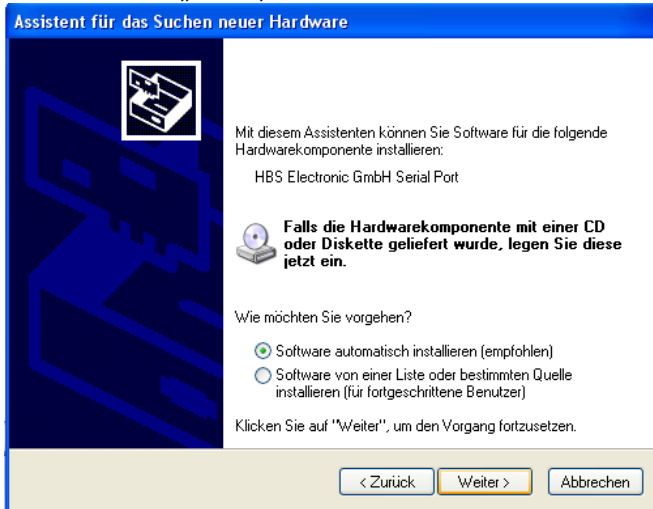 Assistent für das Suchen neuer Hardware
Mit diesem Assistenten können Sie Software für die folgende
Hardwarekomponente installieren:
HBS Electronic GmbH Serial Port
Falls die Hardwarekomponente mit einer CD
oder Diskette geliefert wurde, legen Sie diese
jetzt ein.
Wie möchten Sie vorgehen?
Software automatisch installieren (empfohlen)
Software von einer Liste oder bestimmten Quelle
installieren (für fortgeschrittene Benutzer)
Klicken Sie auf "Weiter", um den Vorgang fortzusetzen.
< Zurück Weiter > Abbrechen